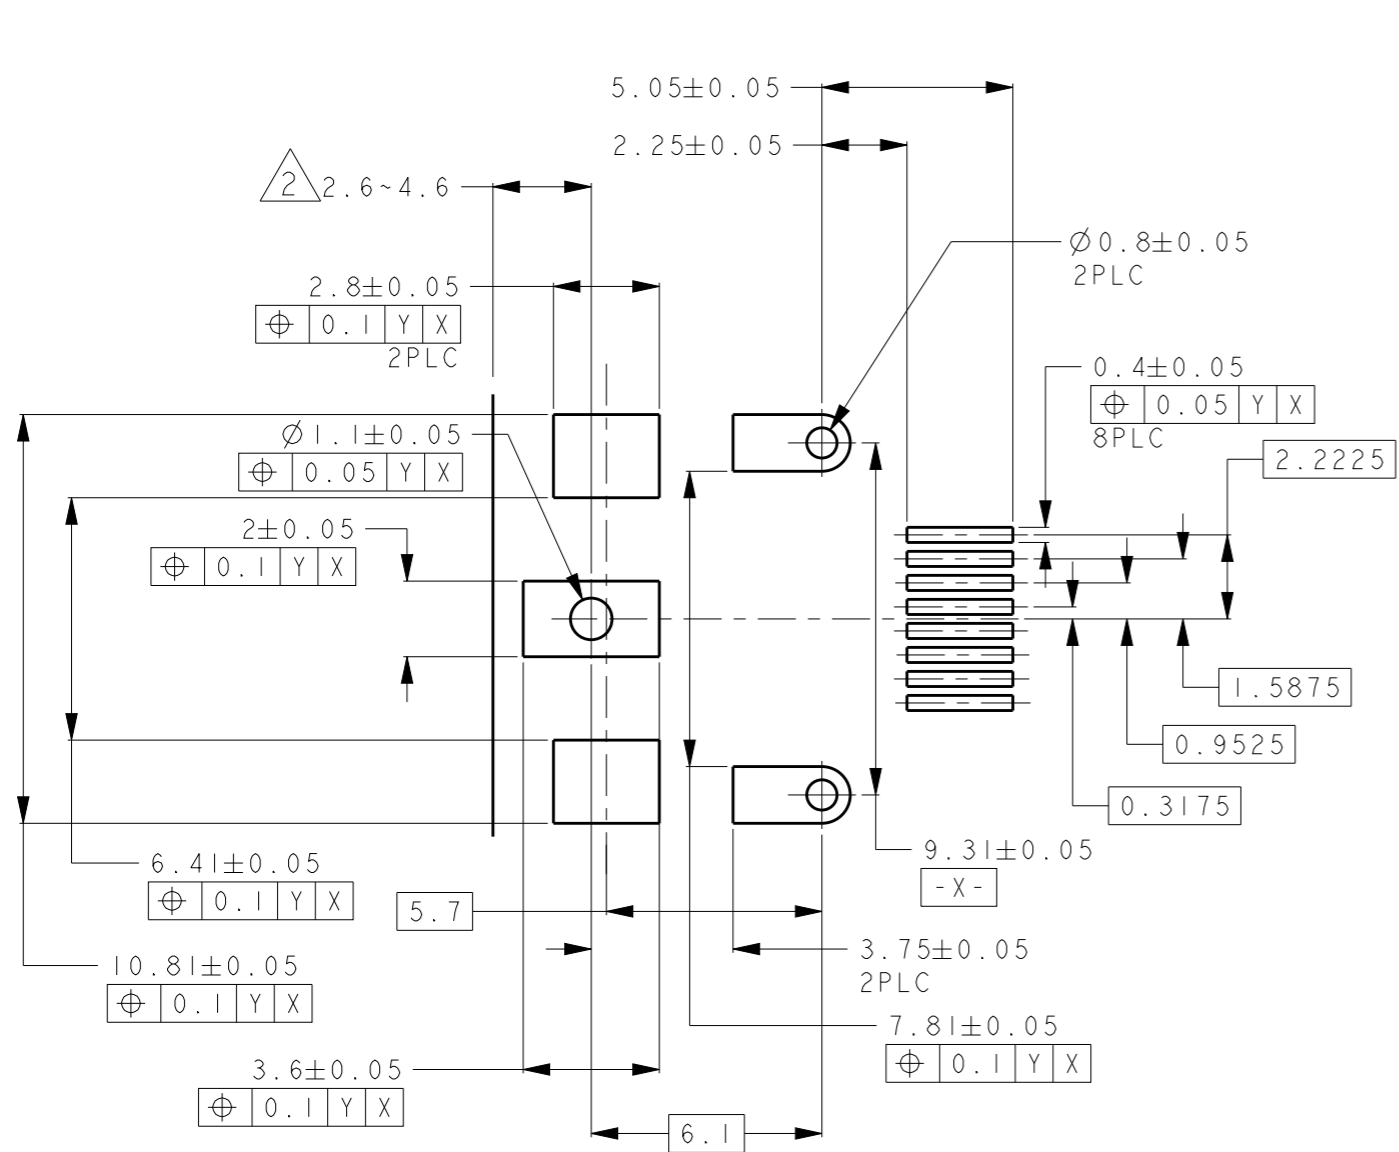 5.05±0.05
2.25±0.05
2 2.6~4.6
Ø0.8±0.05
2PLC
2.8±0.05
⌖ 0.1 Y X
2PLC
0.4±0.05
⌖ 0.05 Y X
8PLC
Ø1.1±0.05
⌖ 0.05 Y X
2.2225
2±0.05
⌖ 0.1 Y X
1.5875
0.9525
0.3175
6.41±0.05
⌖ 0.1 Y X
9.31±0.05
-X-
5.7
10.81±0.05
⌖ 0.1 Y X
3.75±0.05
2PLC
7.81±0.05
⌖ 0.1 Y X
3.6±0.05
⌖ 0.1 Y X
6.1